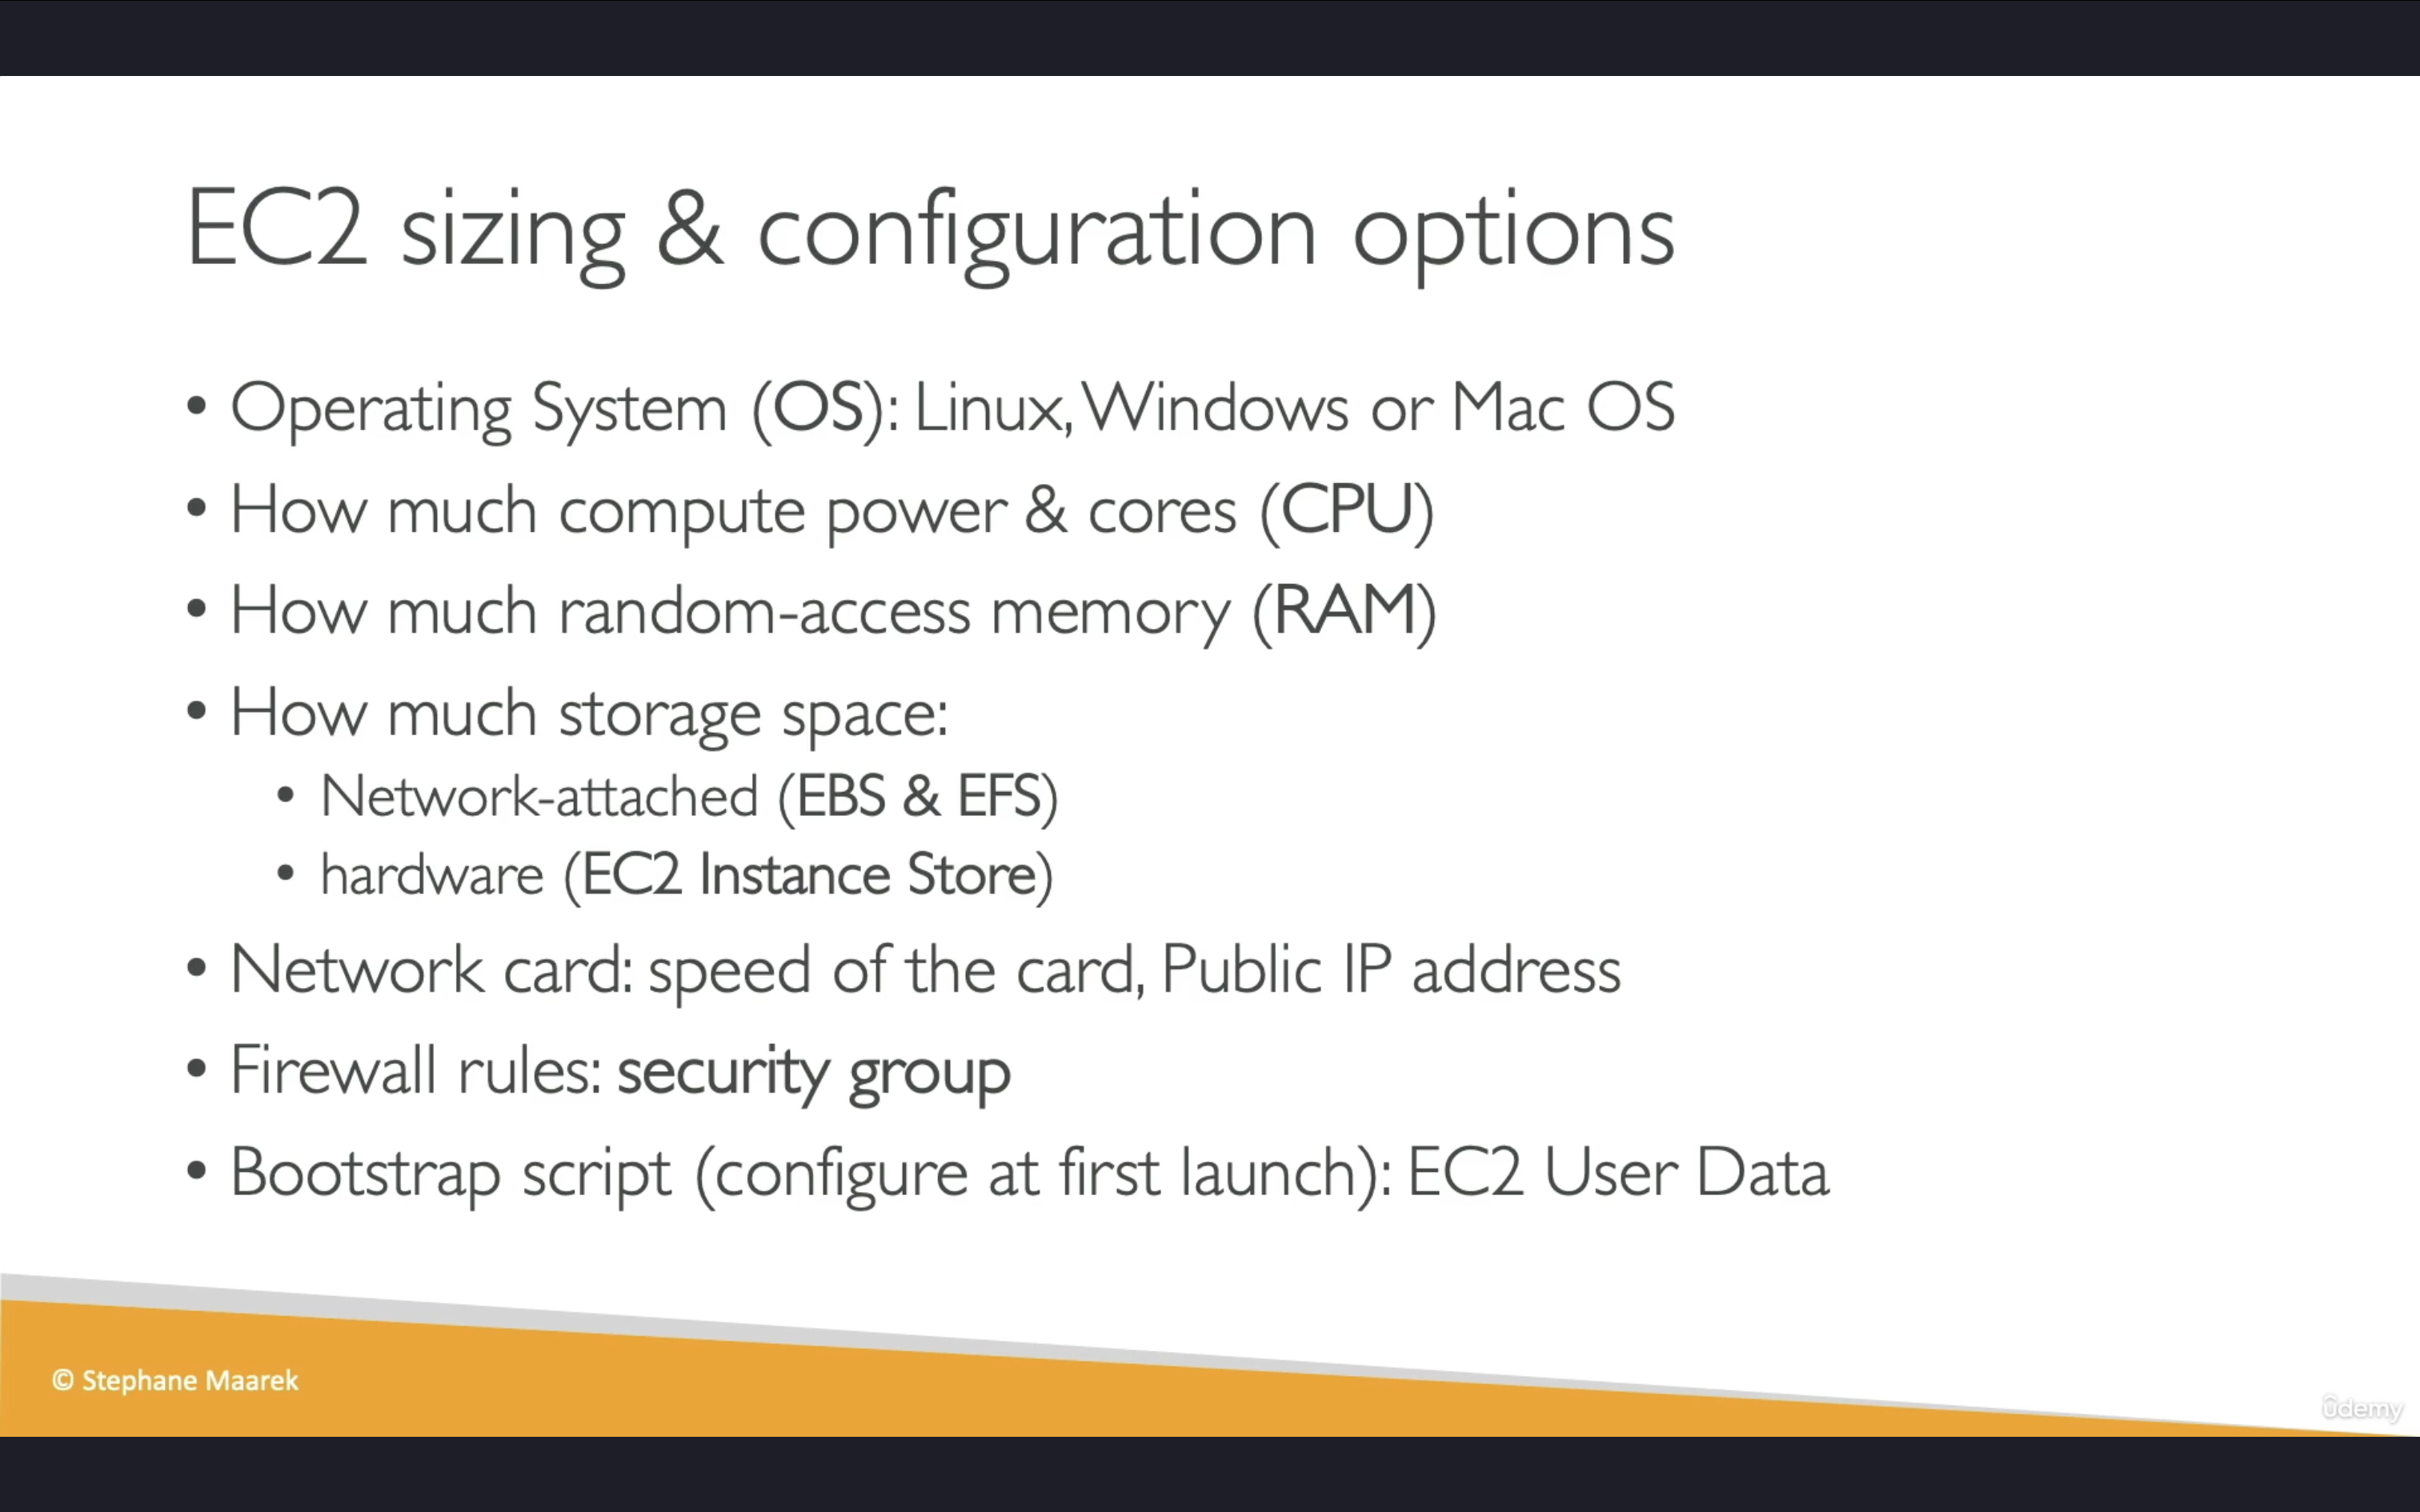 EC2 sizing & configuration options
• Operating System (OS): Linux, Windows or Mac OS
• How much compute power & cores (CPU)
• How much random-access memory (RAM)
• How much storage space:
• Network-attached (EBS & EFS)
• hardware (EC2 Instance Store)
• Network card: speed of the card, Public IP address
• Firewall rules: security group
• Bootstrap script (configure at first launch): EC2 User Data
© Stephane Maarek
ûdemy